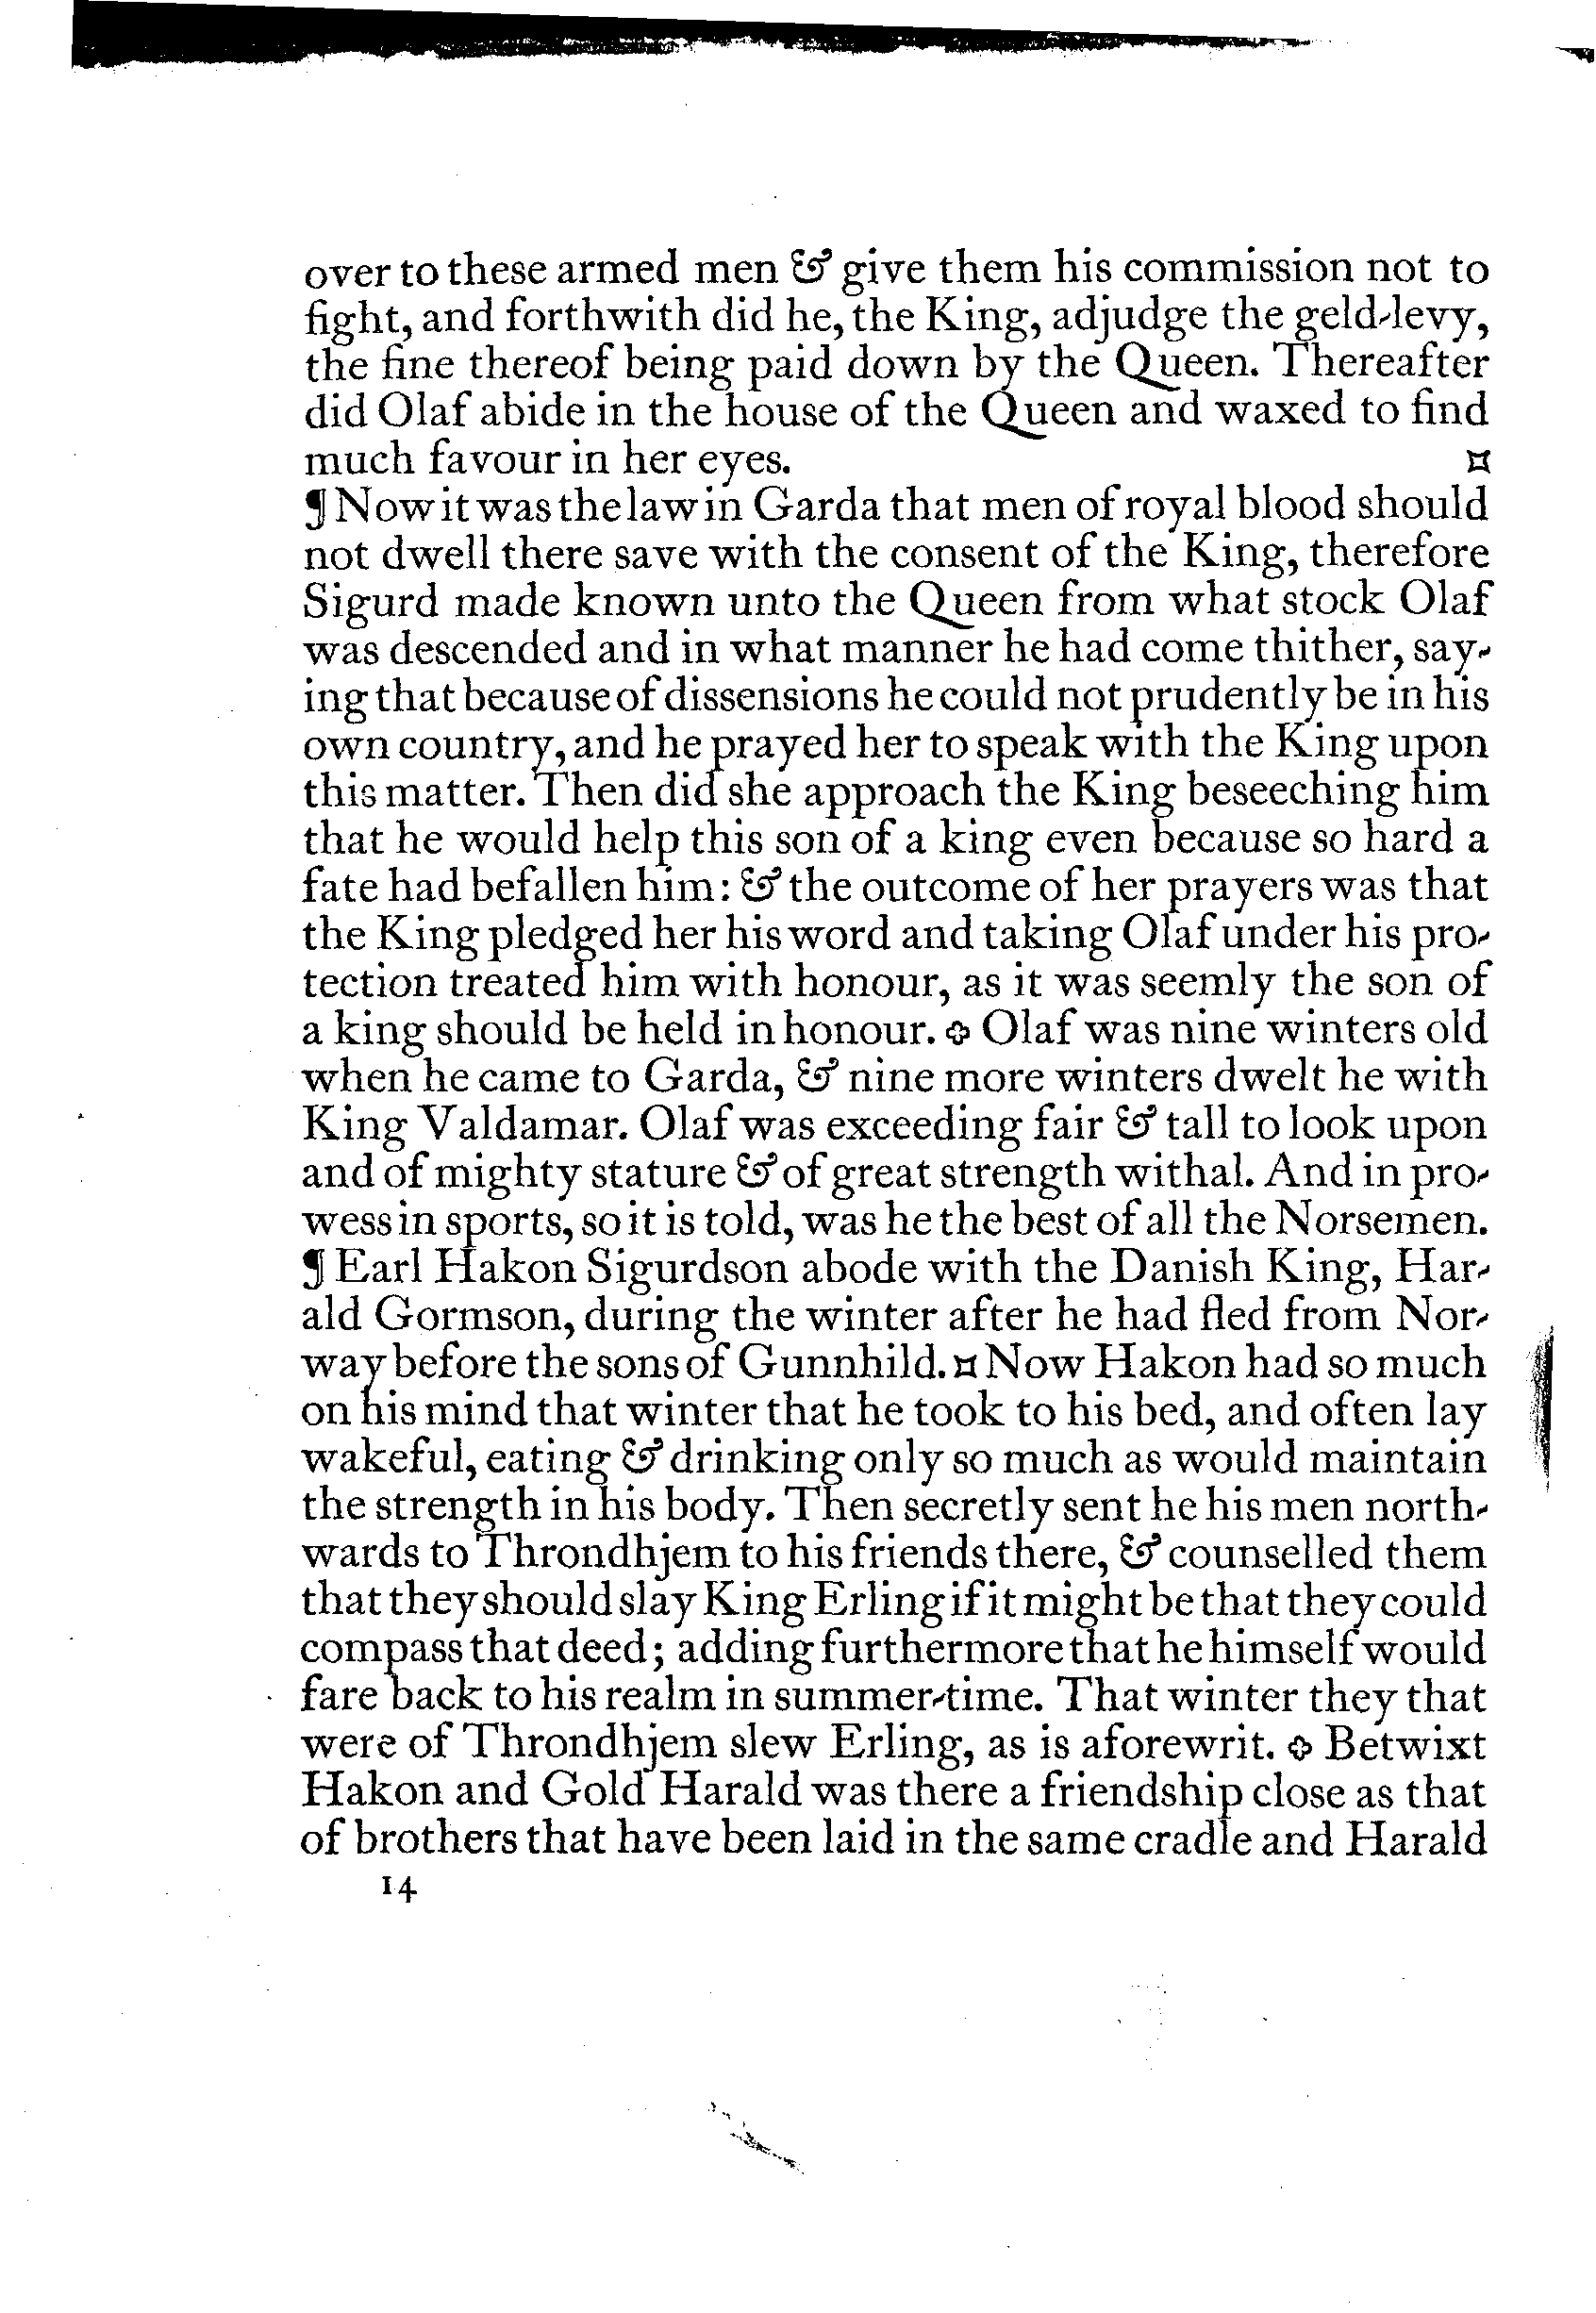 over to these armed men & give them his commission not to
fight, and forthwith did he, the King, adjudge the geld-levy,
the fine thereof being paid down by the Queen. Thereafter
did Olaf abide in the house of the Queen and waxed to find
much favour in her eyes. ¤
¶ Now it was the law in Garda that men of royal blood should
not dwell there save with the consent of the King, therefore
Sigurd made known unto the Queen from what stock Olaf
was descended and in what manner he had come thither, say-
ing that because of dissensions he could not prudently be in his
own country, and he prayed her to speak with the King upon
this matter. Then did she approach the King beseeching him
that he would help this son of a king even because so hard a
fate had befallen him: & the outcome of her prayers was that
the King pledged her his word and taking Olaf under his pro-
tection treated him with honour, as it was seemly the son of
a king should be held in honour. ✥ Olaf was nine winters old
when he came to Garda, & nine more winters dwelt he with
King Valdamar. Olaf was exceeding fair & tall to look upon
and of mighty stature & of great strength withal. And in pro-
wess in sports, so it is told, was he the best of all the Norsemen.
¶ Earl Hakon Sigurdson abode with the Danish King, Har-
ald Gormson, during the winter after he had fled from Nor-
way before the sons of Gunnhild. ¤ Now Hakon had so much
on his mind that winter that he took to his bed, and often lay
wakeful, eating & drinking only so much as would maintain
the strength in his body. Then secretly sent he his men north-
wards to Throndhjem to his friends there, & counselled them
that they should slay King Erling if it might be that they could
compass that deed; adding furthermore that he himself would
fare back to his realm in summer-time. That winter they that
were of Throndhjem slew Erling, as is aforewrit. ✥ Betwixt
Hakon and Gold Harald was there a friendship close as that
of brothers that have been laid in the same cradle and Harald
14